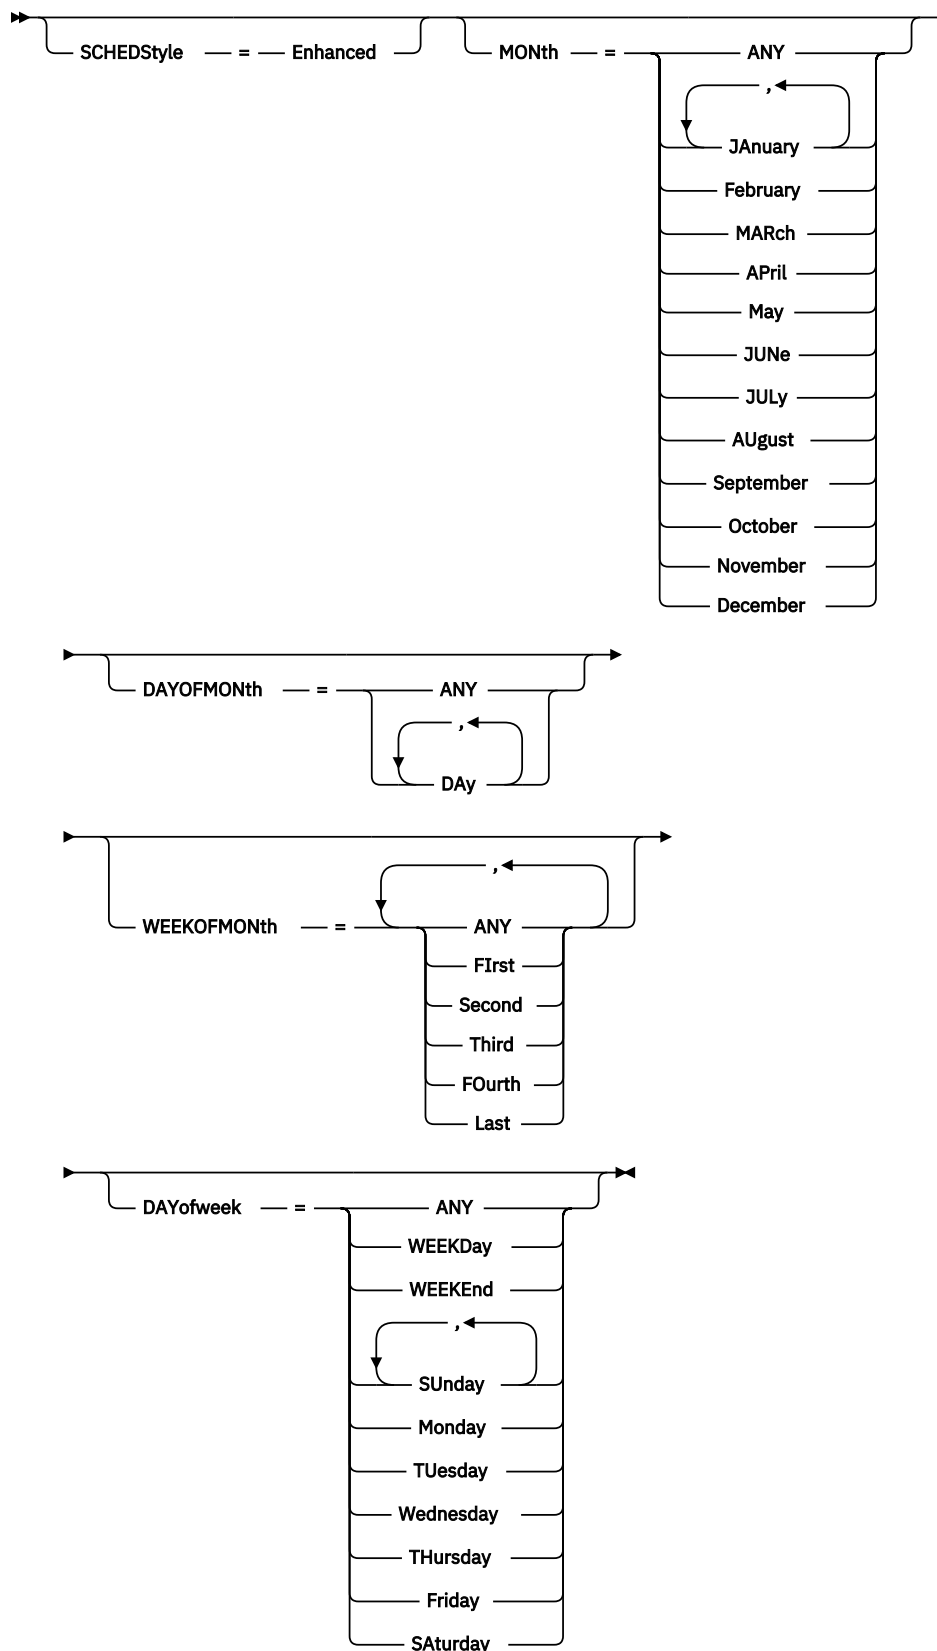 SCHEDStyle = Enhanced MONth = ANY
,
JAnuary
February
MARch
APril
May
JUNe
JULy
AUgust
September
October
November
December
DAYOFMONth = ANY
,
DAy
,
WEEKOFMONth = ANY
FIrst
Second
Third
FOurth
Last
DAYofweek = ANY
WEEKDay
WEEKEnd
,
SUnday
Monday
TUesday
Wednesday
THursday
Friday
SAturday